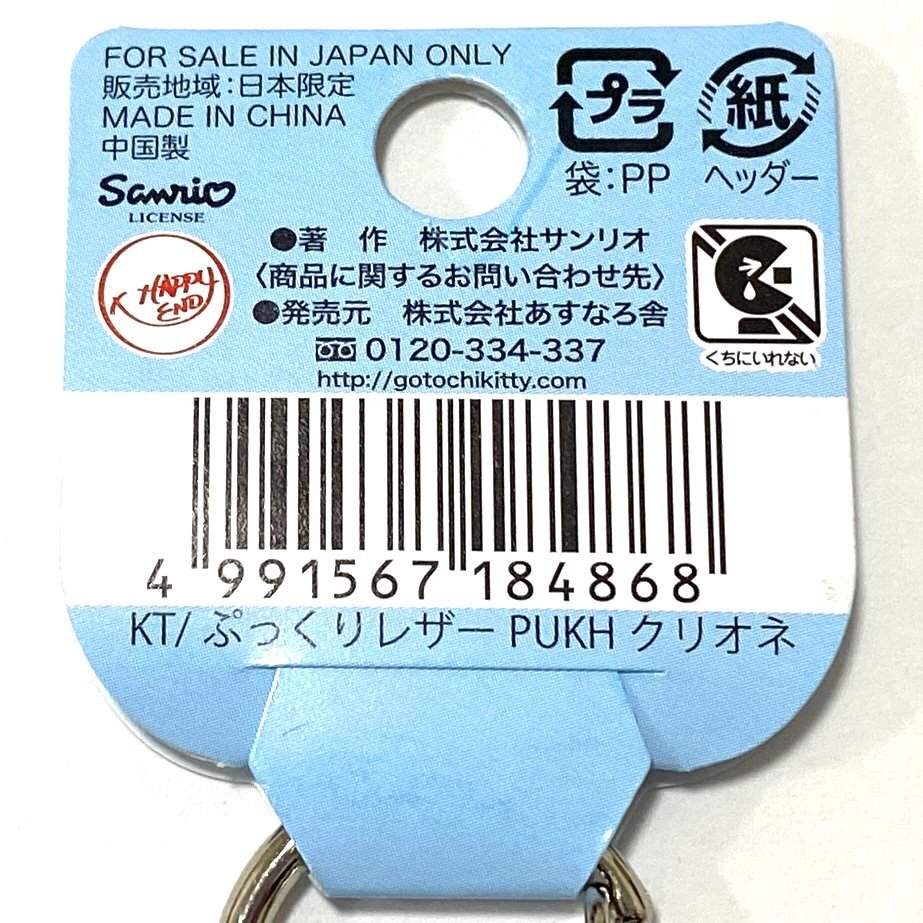 FOR SALE IN JAPAN ONLY
販売地域:日本限定
MADE IN CHINA
中国製
プラ
袋:PP
紙
ヘッダー
Sanrio
LICENSE
HAPPY
END
●著 作 株式会社サンリオ
〈商品に関するお問い合わせ先〉
●発売元 株式会社あすなろ舎
0120-334-337
http://gotochikitty.com
くちにいれない
4 991567 184868
KT/ ぷっくりレザー PUKH クリオネ